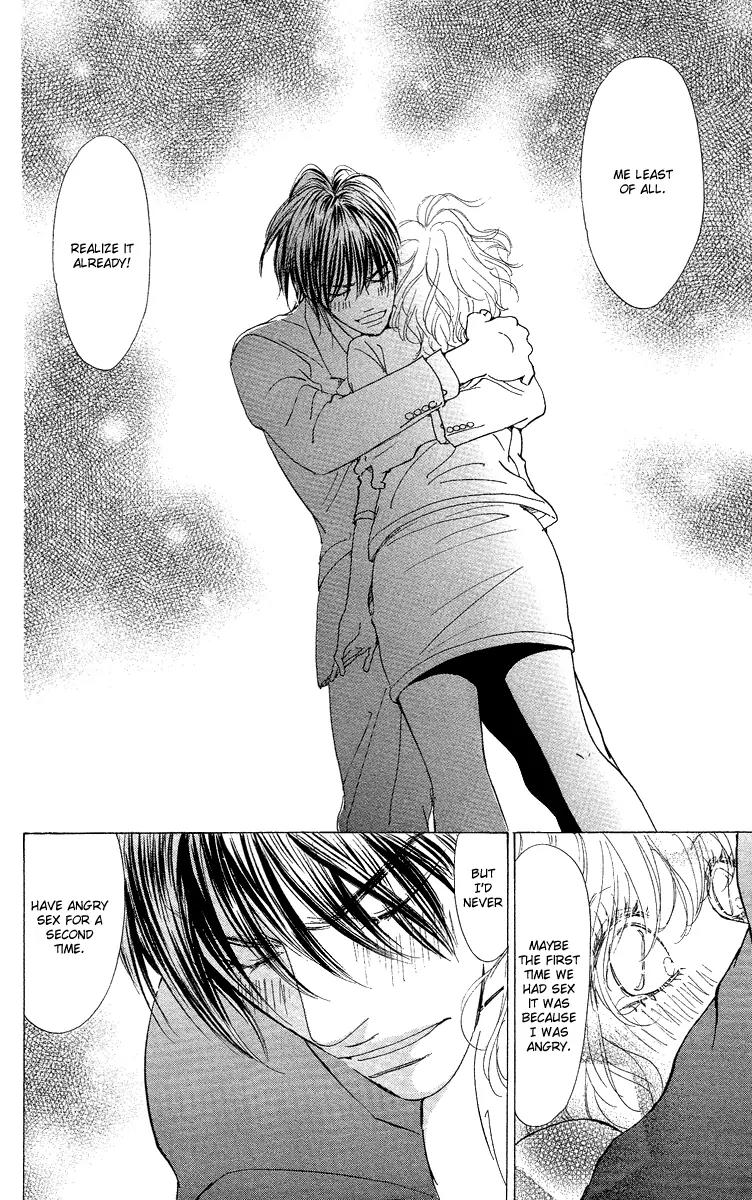 ME LEAST
OF ALL.
REALIZE IT
ALREADY!
MAYBE
THE FIRST
TIME WE
HAD SEX
IT WAS
BECAUSE
I WAS
ANGRY.
BUT
I'D
NEVER
HAVE ANGRY
SEX FOR A
SECOND
TIME.